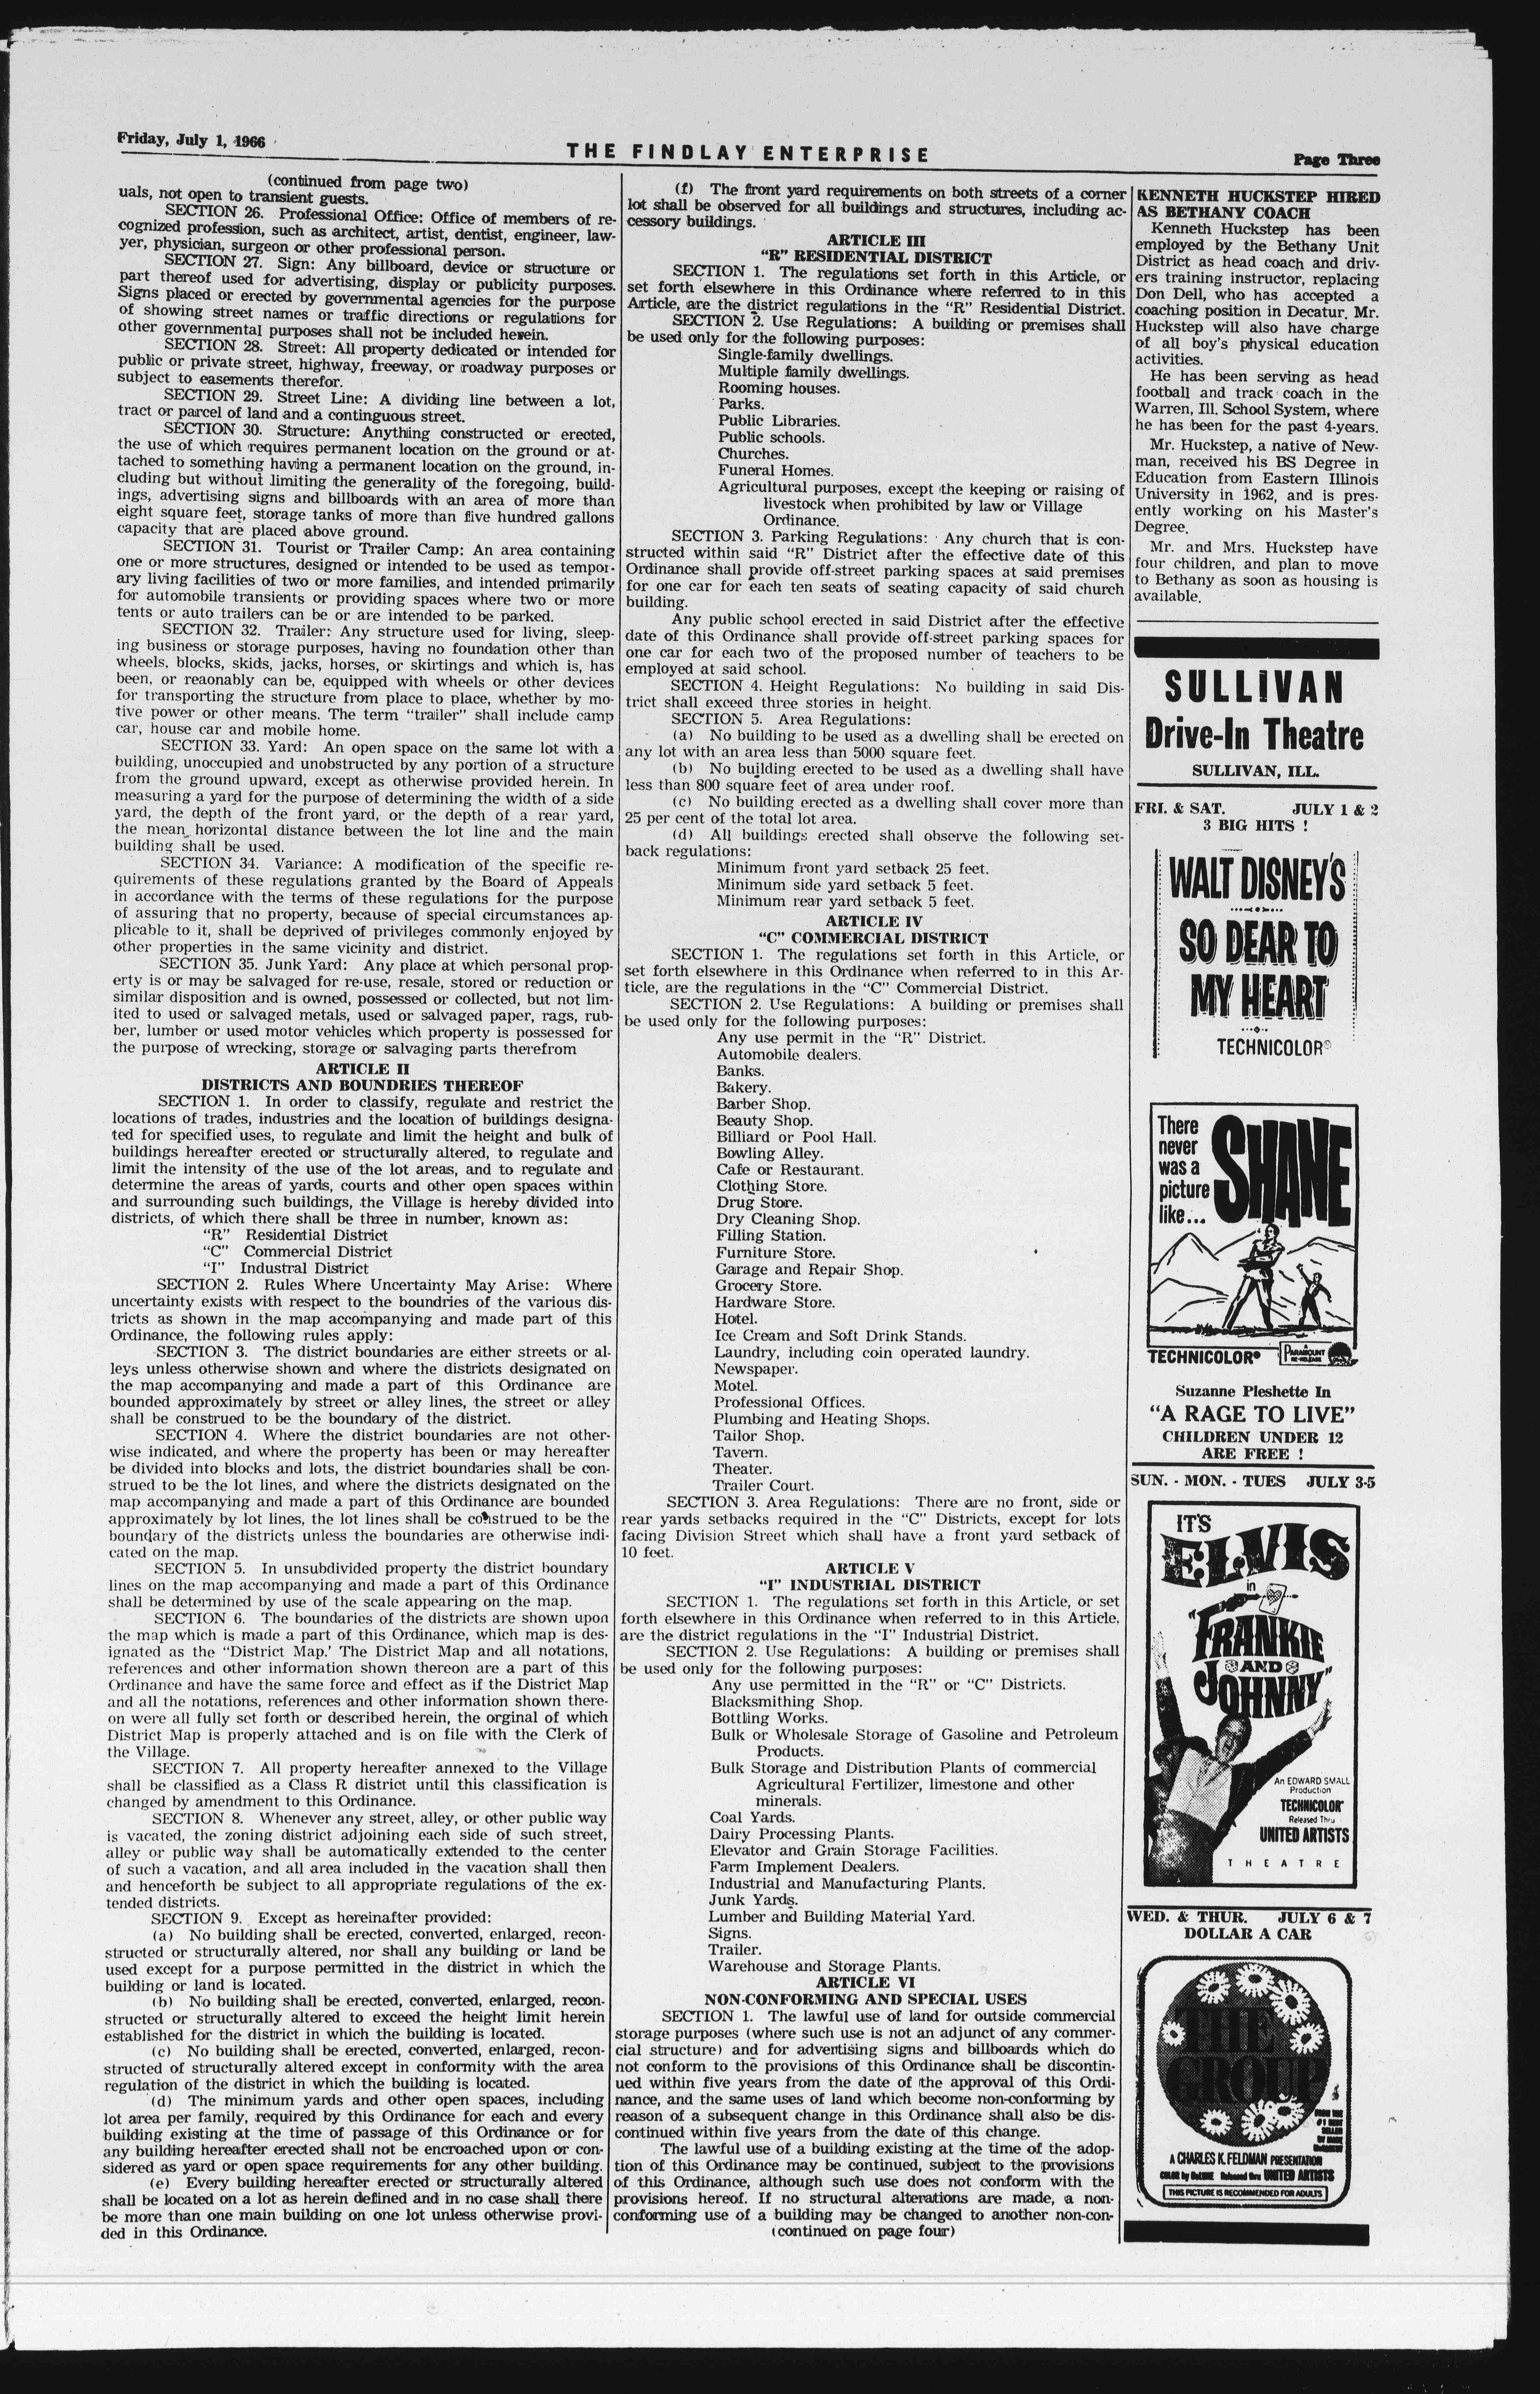 Friday, July 1, 1966
THE FINDLAY ENTERPRISE
Page Three
(continued from page two)
uals, not open to transient guests.
SECTION 26. Professional Office: Office of members of re-
cognized profession, such as architect, artist, dentist, engineer, law-
yer, physician, surgeon or other professional person.
SECTION 27. Sign: Any billboard, device or structure or
part thereof used for advertising, display or publicity purposes.
Signs placed or erected by governmental agencies for the purpose
of showing street names or traffic directions or regulations for
other governmental purposes shall not be included herein.
SECTION 28. Street: All property dedicated or intended for
public or private street, highway, freeway, or roadway purposes or
subject to easements therefor.
SECTION 29. Street Line: A dividing line between a lot,
tract or parcel of land and a continguous street.
SECTION 30. Structure: Anything constructed or erected,
the use of which requires permanent location on the ground or at-
tached to something having a permanent location on the ground, in-
cluding but without limiting the generality of the foregoing, build-
ings, advertising signs and billboards with an area of more than
eight square feet, storage tanks of more than five hundred gallons
capacity that are placed above ground.
SECTION 31. Tourist or Trailer Camp: An area containing
one or more structures, designed or intended to be used as tempor-
ary living facilities of two or more families, and intended primarily
for automobile transients or providing spaces where two or more
tents or auto trailers can be or are intended to be parked.
SECTION 32. Trailer: Any structure used for living, sleep-
ing business or storage purposes, having no foundation other than
wheels, blocks, skids, jacks, horses, or skirtings and which is, has
been, or reaonably can be, equipped with wheels or other devices
for transporting the structure from place to place, whether by mo-
tive power or other means. The term "trailer" shall include camp
car, house car and mobile home.
SECTION 33. Yard: An open space on the same lot with a
building, unoccupied and unobstructed by any portion of a structure
from the ground upward, except as otherwise provided herein. In
measuring a yard for the purpose of determining the width of a side
yard, the depth of the front yard, or the depth of a rear yard,
the mean horizontal distance between the lot line and the main
building shall be used.
SECTION 34. Variance: A modification of the specific re-
quirements of these regulations granted by the Board of Appeals
in accordance with the terms of these regulations for the purpose
of assuring that no property, because of special circumstances ap-
plicable to it, shall be deprived of privileges commonly enjoyed by
other properties in the same vicinity and district.
SECTION 35. Junk Yard: Any place at which personal prop-
erty is or may be salvaged for re-use, resale, stored or reduction or
similar disposition and is owned, possessed or collected, but not lim-
ited to used or salvaged metals, used or salvaged paper, rags, rub-
ber, lumber or used motor vehicles which property is possessed for
the purpose of wrecking, storage or salvaging parts therefrom
ARTICLE II
DISTRICTS AND BOUNDRIES THEREOF
SECTION 1. In order to classify, regulate and restrict the
locations of trades, industries and the location of buildings designa-
ted for specified uses, to regulate and limit the height and bulk of
buildings hereafter erected or structurally altered, to regulate and
limit the intensity of the use of the lot areas, and to regulate and
determine the areas of yards, courts and other open spaces within
and surrounding such buildings, the Village is hereby divided into
districts, of which there shall be three in number, known as:
"R" Residential District
"C" Commercial District
"I" Industral District
SECTION 2. Rules Where Uncertainty May Arise: Where
uncertainty exists with respect to the boundries of the various dis-
tricts as shown in the map accompanying and made part of this
Ordinance, the following rules apply:
SECTION 3. The district boundaries are either streets or al-
leys unless otherwise shown and where the districts designated on
the map accompanying and made a part of this Ordinance are
bounded approximately by street or alley lines, the street or alley
shall be construed to be the boundary of the district.
SECTION 4. Where the district boundaries are not other-
wise indicated, and where the property has been or may hereafter
be divided into blocks and lots, the district boundaries shall be con-
strued to be the lot lines, and where the districts designated on the
map accompanying and made a part of this Ordinance are bounded
approximately by lot lines, the lot lines shall be construed to be the
boundary of the districts unless the boundaries are otherwise indi-
cated on the map.
SECTION 5. In unsubdivided property the district boundary
lines on the map accompanying and made a part of this Ordinance
shall be determined by use of the scale appearing on the map.
SECTION 6. The boundaries of the districts are shown upon
the map which is made a part of this Ordinance, which map is des-
ignated as the "District Map.' The District Map and all notations,
references and other information shown thereon are a part of this
Ordinance and have the same force and effect as if the District Map
and all the notations, references and other information shown there-
on were all fully set forth or described herein, the orginal of which
District Map is properly attached and is on file with the Clerk of
the Village.
SECTION 7. All property hereafter annexed to the Village
shall be classified as a Class R district until this classification is
changed by amendment to this Ordinance.
SECTION 8. Whenever any street, alley, or other public way
is vacated, the zoning district adjoining each side of such street,
alley or public way shall be automatically extended to the center
of such a vacation, and all area included in the vacation shall then
and henceforth be subject to all appropriate regulations of the ex-
tended districts.
SECTION 9. Except as hereinafter provided:
(a) No building shall be erected, converted, enlarged, recon-
structed or structurally altered, nor shall any building or land be
used except for a purpose permitted in the district in which the
building or land is located.
(b) No building shall be erected, converted, enlarged, recon-
structed or structurally altered to exceed the height limit herein
established for the district in which the building is located.
(c) No building shall be erected, converted, enlarged, recon-
structed of structurally altered except in conformity with the area
regulation of the district in which the building is located.
(d) The minimum yards and other open spaces, including
lot area per family, required by this Ordinance for each and every
building existing at the time of passage of this Ordinance or for
any building hereafter erected shall not be encroached upon or con-
sidered as yard or open space requirements for any other building.
(e) Every building hereafter erected or structurally altered
shall be located on a lot as herein defined and in no case shall there
be more than one main building on one lot unless otherwise provi-
ded in this Ordinance.
(f) The front yard requirements on both streets of a corner
lot shall be observed for all buildings and structures, including ac-
cessory buildings.
ARTICLE III
"R" RESIDENTIAL DISTRICT
SECTION 1. The regulations set forth in this Article, or
set forth elsewhere in this Ordinance where referred to in this
Article, are the district regulations in the "R" Residential District.
SECTION 2. Use Regulations: A building or premises shall
be used only for the following purposes:
Single-family dwellings.
Multiple family dwellings.
Rooming houses.
Parks.
Public Libraries.
Public schools.
Churches.
Funeral Homes.
Agricultural purposes, except the keeping or raising of
livestock when prohibited by law or Village
Ordinance.
SECTION 3. Parking Regulations: Any church that is con-
structed within said "R" District after the effective date of this
Ordinance shall provide off-street parking spaces at said premises
for one car for each ten seats of seating capacity of said church
building.
Any public school erected in said District after the effective
date of this Ordinance shall provide off-street parking spaces for
one car for each two of the proposed number of teachers to be
employed at said school.
SECTION 4. Height Regulations: No building in said Dis-
trict shall exceed three stories in height.
SECTION 5. Area Regulations:
(a) No building to be used as a dwelling shall be erected on
any lot with an area less than 5000 square feet.
(b) No building erected to be used as a dwelling shall have
less than 800 square feet of area under roof.
(c) No building erected as a dwelling shall cover more than
25 per cent of the total lot area.
(d) All buildings erected shall observe the following set-
back regulations:
Minimum front yard setback 25 feet.
Minimum side yard setback 5 feet.
Minimum rear yard setback 5 feet.
ARTICLE IV
"C" COMMERCIAL DISTRICT
SECTION 1. The regulations set forth in this Article, or
set forth elsewhere in this Ordinance when referred to in this Ar-
ticle, are the regulations in the "C" Commercial District.
SECTION 2. Use Regulations: A building or premises shall
be used only for the following purposes:
Any use permit in the "R" District.
Automobile dealers.
Banks.
Bakery.
Barber Shop.
Beauty Shop.
Billiard or Pool Hall.
Bowling Alley.
Cafe or Restaurant.
Clothing Store.
Drug Store.
Dry Cleaning Shop.
Filling Station.
Furniture Store.
Garage and Repair Shop.
Grocery Store.
Hardware Store.
Hotel.
Ice Cream and Soft Drink Stands.
Laundry, including coin operated laundry.
Newspaper.
Motel.
Professional Offices.
Plumbing and Heating Shops.
Tailor Shop.
Tavern.
Theater.
Trailer Court.
SECTION 3. Area Regulations: There are no front, side or
rear yards setbacks required in the "C" Districts, except for lots
facing Division Street which shall have a front yard setback of
10 feet.
ARTICLE V
"I" INDUSTRIAL DISTRICT
SECTION 1. The regulations set forth in this Article, or set
forth elsewhere in this Ordinance when referred to in this Article,
are the district regulations in the "I" Industrial District.
SECTION 2. Use Regulations: A building or premises shall
be used only for the following purposes:
Any use permitted in the "R" or "C" Districts.
Blacksmithing Shop.
Bottling Works.
Bulk or Wholesale Storage of Gasoline and Petroleum
Products.
Bulk Storage and Distribution Plants of commercial
Agricultural Fertilizer, limestone and other
minerals.
Coal Yards.
Dairy Processing Plants.
Elevator and Grain Storage Facilities.
Farm Implement Dealers.
Industrial and Manufacturing Plants.
Junk Yards.
Lumber and Building Material Yard.
Signs.
Trailer.
Warehouse and Storage Plants.
ARTICLE VI
NON-CONFORMING AND SPECIAL USES
SECTION 1. The lawful use of land for outside commercial
storage purposes (where such use is not an adjunct of any commer-
cial structure) and for advertising signs and billboards which do
not conform to the provisions of this Ordinance shall be discontin-
ued within five years from the date of the approval of this Ordi-
nance, and the same uses of land which become non-conforming by
reason of a subsequent change in this Ordinance shall also be dis-
continued within five years from the date of this change.
The lawful use of a building existing at the time of the adop-
tion of this Ordinance may be continued, subject to the provisions
of this Ordinance, although such use does not conform with the
provisions hereof. If no structural alterations are made, a non-
conforming use of a building may be changed to another non-con-
(continued on page four)
KENNETH HUCKSTEP HIRED
AS BETHANY COACH
Kenneth Huckstep has been
employed by the Bethany Unit
District as head coach and driv-
ers training instructor, replacing
Don Dell, who has accepted a
coaching position in Decatur. Mr.
Huckstep will also have charge
of all boy's physical education
activities.
He has been serving as head
football and track coach in the
Warren, Ill. School System, where
he has been for the past 4-years.
Mr. Huckstep, a native of New-
man, received his BS Degree in
Education from Eastern Illinois
University in 1962, and is pres-
ently working on his Master's
Degree.
Mr. and Mrs. Huckstep have
four children, and plan to move
to Bethany as soon as housing is
available.
SULLIVAN
Drive-In Theatre
SULLIVAN, ILL.
FRI. & SAT. JULY 1 & 2
3 BIG HITS !
WALT DISNEY'S
SO DEAR TO
MY HEART
TECHNICOLOR®
There
never
was a
picture
like...
SHANE
TECHNICOLOR®
A
PARAMOUNT
RE-RELEASE
Suzanne Pleshette In
"A RAGE TO LIVE"
CHILDREN UNDER 12
ARE FREE !
SUN. - MON. - TUES JULY 3-5
IT'S
ELVIS
in
"FRANKIE
AND
JOHNNY"
An EDWARD SMALL
Production
TECHNICOLOR®
Released Thru
UNITED ARTISTS
THEATRE
WED. & THUR. JULY 6 & 7
DOLLAR A CAR
THE
GROUP
FROM THE
#1 BEST
SELLER
BY MARY
A CHARLES K. FELDMAN PRESENTATION
COLOR by DeLUXE Released thru UNITED ARTISTS
THIS PICTURE IS RECOMMENDED FOR ADULTS